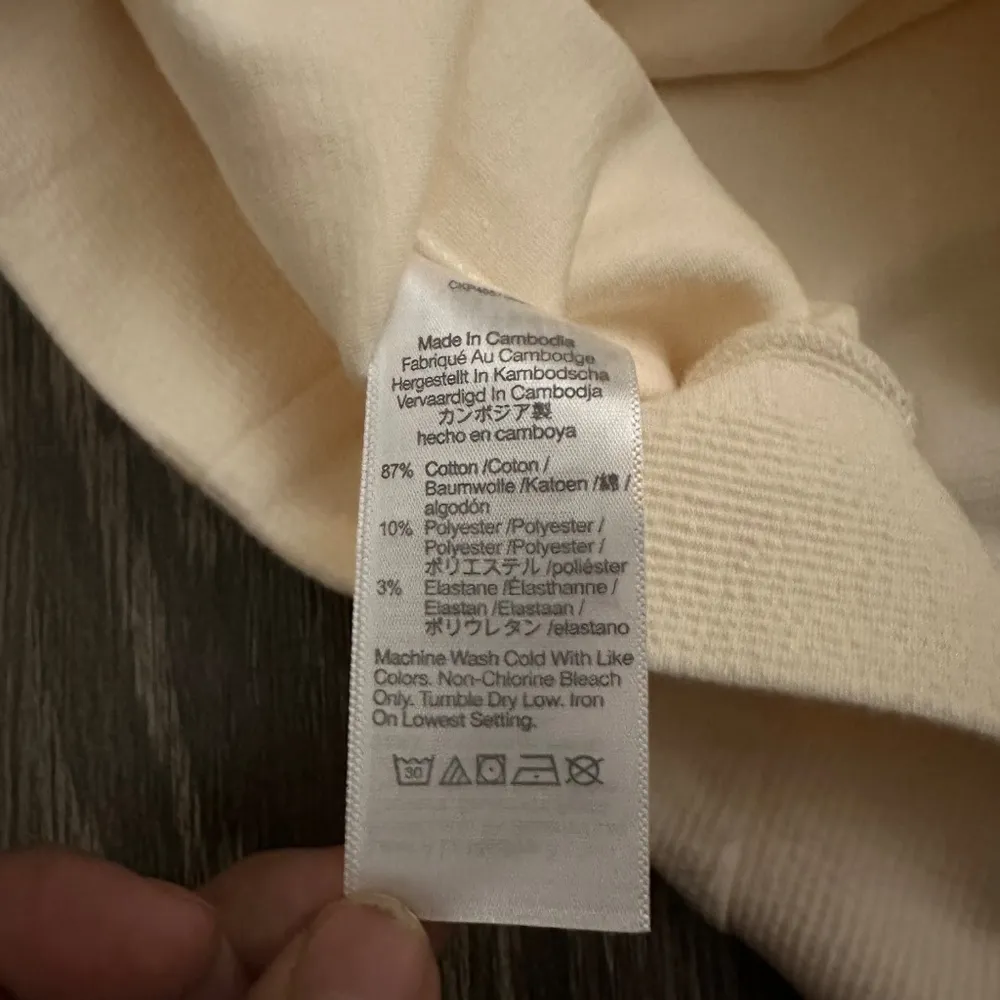 Made In Cambodia
Fabriqué Au Cambodge
Hergestellt In Kambodscha
Vervaardigd In Cambodja
カンボジア製
hecho en camboya
87% Cotton /Coton /
Baumwolle /Katoen /綿 /
algodón
10% Polyester /Polyester /
Polyester /Polyester /
ポリエステル /poliéster
3% Elastane /Élasthanne /
Elastan /Elastaan /
ポリウレタン /elastano
Machine Wash Cold With Like
Colors. Non-Chlorine Bleach
Only. Tumble Dry Low. Iron
On Lowest Setting.
30